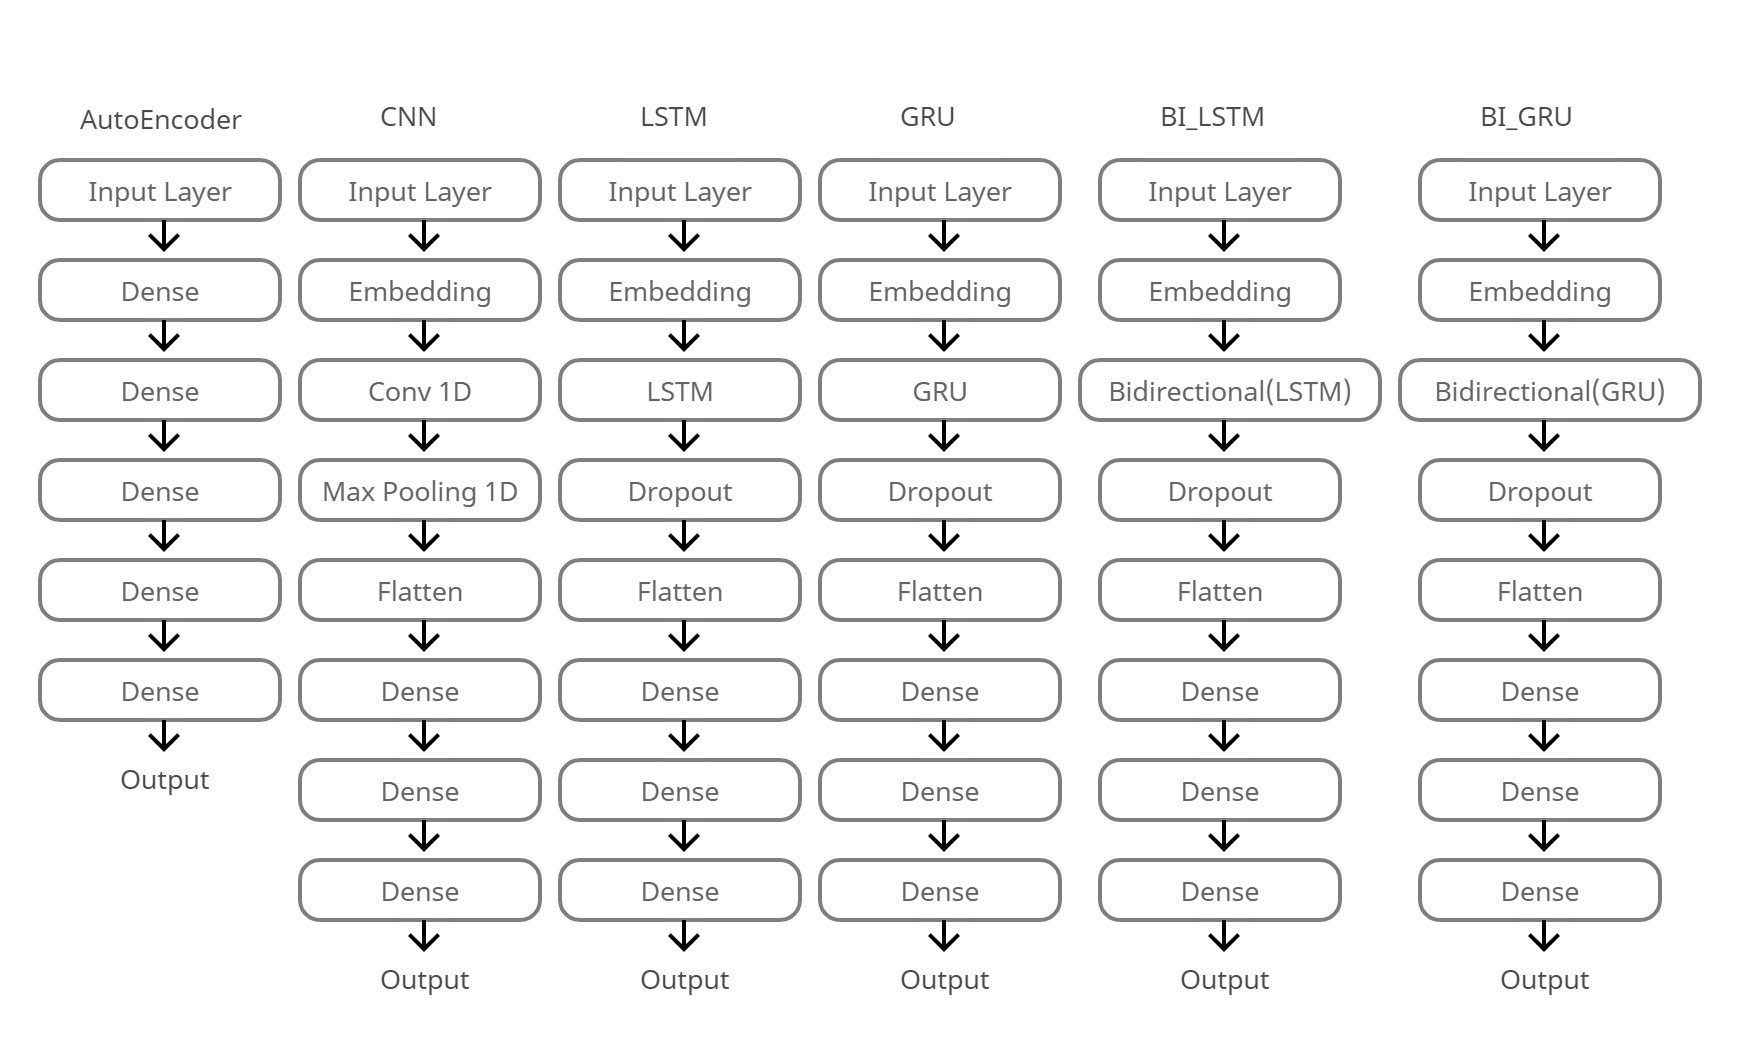 AutoEncoder
CNN
LSTM
GRU
BI_LSTM
BI_GRU
Input Layer
Input Layer
Input Layer
Input Layer
Input Layer
Input Layer
Dense
Embedding
Embedding
Embedding
Embedding
Embedding
Dense
Conv 1D
LSTM
GRU
Bidirectional(LSTM)
Bidirectional(GRU)
Dense
Max Pooling 1D
Dropout
Dropout
Dropout
Dropout
Dense
Flatten
Flatten
Flatten
Flatten
Flatten
Dense
Dense
Dense
Dense
Dense
Dense
Output
Dense
Dense
Dense
Dense
Dense
Dense
Dense
Dense
Dense
Dense
Output
Output
Output
Output
Output